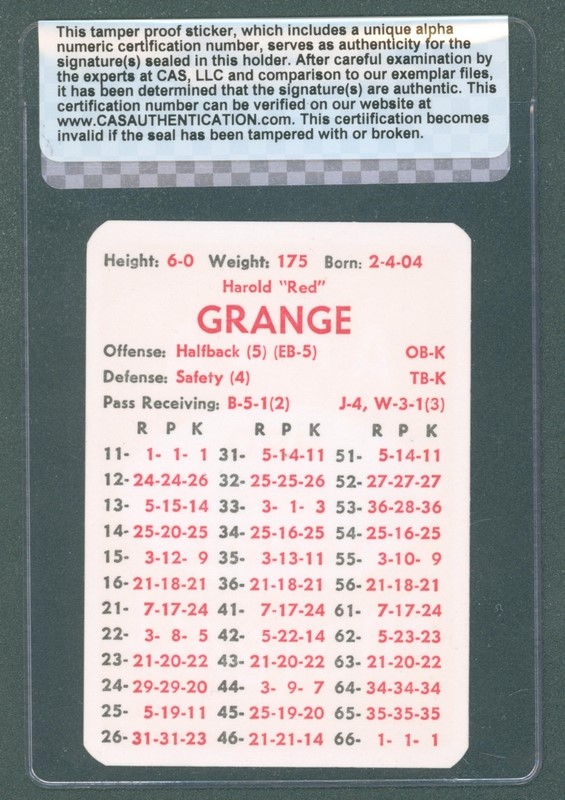 This tamper proof sticker, which includes a unique alpha
numeric certification number, serves as authenticity for the
signature(s) sealed in this holder. After careful examination by
the experts at CAS, LLC and comparison to our exemplar files,
it has been determined that the signature(s) are authentic. This
certification number can be verified on our website at
www.CASAUTHENTICATION.com. This certiification becomes
invalid if the seal has been tampered with or broken.
Height: 6-0 Weight: 175 Born: 2-4-04
Harold "Red"
GRANGE
Offense: Halfback (5) (EB-5) OB-K
Defense: Safety (4) TB-K
Pass Receiving: B-5-1(2) J-4, W-3-1(3)
R P K R P K R P K
11- 1- 1- 1 31- 5-14-11 51- 5-14-11
12- 24-24-26 32- 25-25-26 52- 27-27-27
13- 5-15-14 33- 3- 1- 3 53- 36-28-36
14- 25-20-25 34- 25-16-25 54- 25-16-25
15- 3-12- 9 35- 3-13-11 55- 3-10- 9
16- 21-18-21 36- 21-18-21 56- 21-18-21
21- 7-17-24 41- 7-17-24 61- 7-17-24
22- 3- 8- 5 42- 5-22-14 62- 5-23-23
23- 21-20-22 43- 21-20-22 63- 21-20-22
24- 29-29-20 44- 3- 9- 7 64- 34-34-34
25- 5-19-11 45- 25-19-20 65- 35-35-35
26- 31-31-23 46- 21-21-14 66- 1- 1- 1